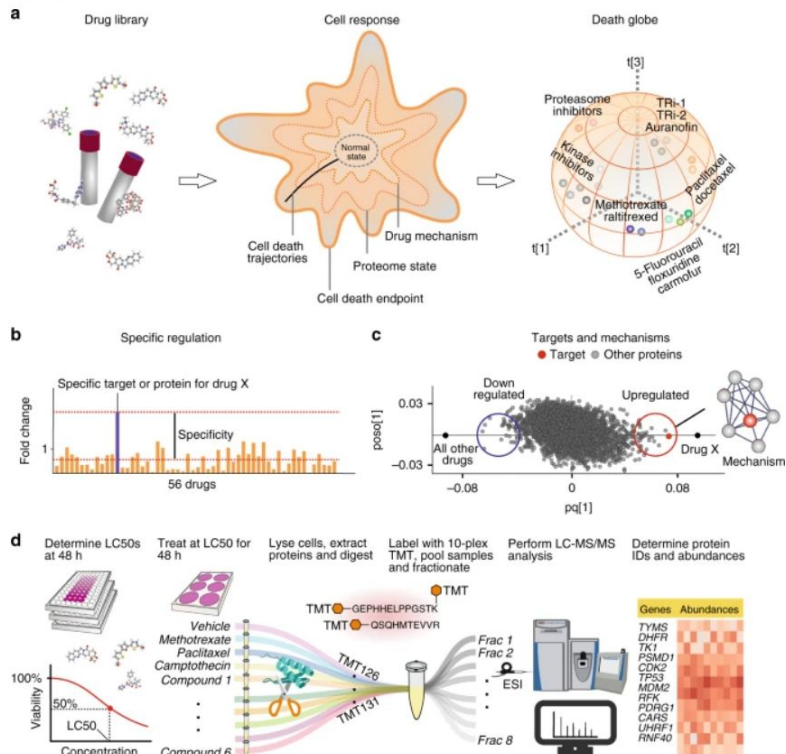 a
Drug library
Cell response
Death globe
Normal
state
Cell death
trajectories
Cell death endpoint
Proteome state
Drug mechanism
t[3]
Proteasome
inhibitors
TRi-1
TRi-2
Auranofin
Kinase
inhibitors
Paclitaxel
docetaxel
Methotrexate
raltitrexed
t[1]
t[2]
5-Fluorouracil
floxuridine
carmofur
b
Specific regulation
Specific target or protein for drug X
Fold change
1
Specificity
56 drugs
c
Targets and mechanisms
Target
Other proteins
Down
regulated
Upregulated
poso[1]
0.03
−0.03
All other
drugs
Drug X
Mechanism
−0.08
0
0.08
pq[1]
d
Determine LC50s
at 48 h
Treat at LC50 for
48 h
Lyse cells, extract
proteins and digest
Label with 10-plex
TMT, pool samples
and fractionate
Perform LC-MS/MS
analysis
Determine protein
IDs and abundances
100%
50%
Viability
LC50
Concentration
Vehicle
Methotrexate
Paclitaxel
Camptothecin
Compound 1
Compound 6
TMT
TMT
GEPHHELPPGSTK
TMT
QSQHMTEVVR
TMT126
TMT131
Frac 1
Frac 2
Frac 8
ESI
Genes
Abundances
TYMS
DHFR
TK1
PSMD1
CDK2
TP53
MDM2
RFK
PDRG1
CARS
UHRF1
RNF40